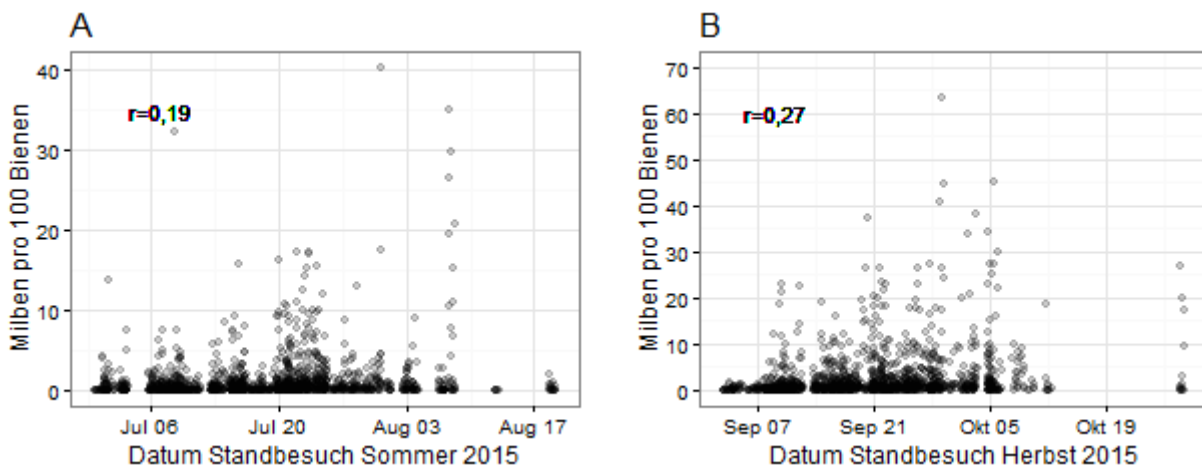 A
Milben pro 100 Bienen
40
30
20
10
0
r=0,19
Jul 06
Jul 20
Aug 03
Aug 17
Datum Standbesuch Sommer 2015
B
Milben pro 100 Bienen
70
60
50
40
30
20
10
0
r=0,27
Sep 07
Sep 21
Okt 05
Okt 19
Datum Standbesuch Herbst 2015